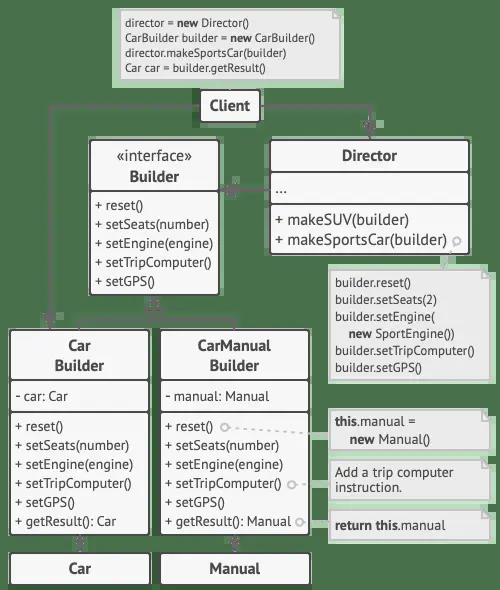 director = new Director()
CarBuilder builder = new CarBuilder()
director.makeSportsCar(builder)
Car car = builder.getResult()
Client
«interface»
Builder
+ reset()
+ setSeats(number)
+ setEngine(engine)
+ setTripComputer()
+ setGPS()
Director
...
+ makeSUV(builder)
+ makeSportsCar(builder)
builder.reset()
builder.setSeats(2)
builder.setEngine(
new SportEngine())
builder.setTripComputer()
builder.setGPS()
Car
Builder
- car: Car
+ reset()
+ setSeats(number)
+ setEngine(engine)
+ setTripComputer()
+ setGPS()
+ getResult(): Car
CarManual
Builder
- manual: Manual
+ reset()
+ setSeats(number)
+ setEngine(engine)
+ setTripComputer()
+ setGPS()
+ getResult(): Manual
this.manual =
new Manual()
Add a trip computer
instruction.
return this.manual
Car
Manual